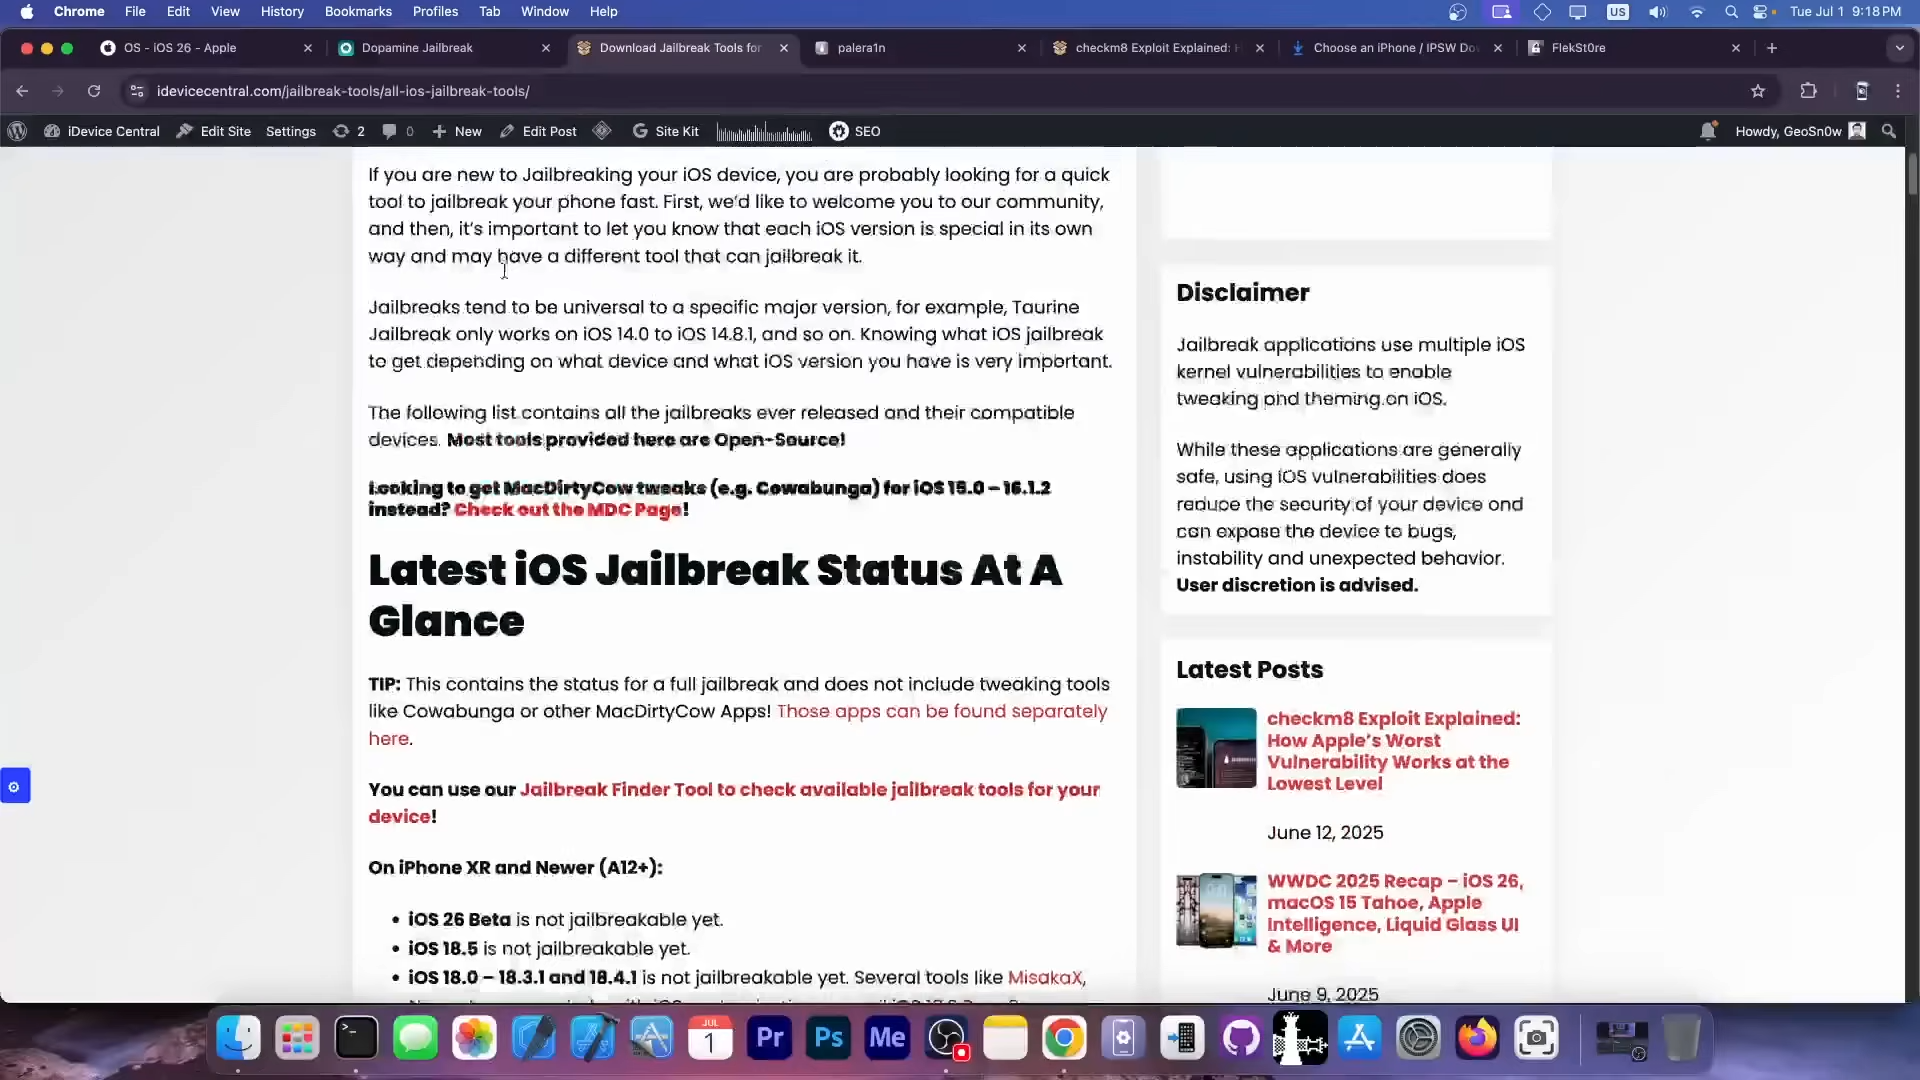 Chrome File Edit View History Bookmarks Profiles Tab Window Help
US Tue Jul 1 9:18 PM
OS - iOS 26 - Apple
Dopamine Jailbreak
Download Jailbreak Tools for
palera1n
checkm8 Exploit Explained:
Choose an iPhone / IPSW Do
FlekSt0re
idevicecentral.com/jailbreak-tools/all-ios-jailbreak-tools/
iDevice Central Edit Site Settings 2 0 New Edit Post Site Kit SEO Howdy, GeoSn0w
If you are new to Jailbreaking your iOS device, you are probably looking for a quick
tool to jailbreak your phone fast. First, we'd like to welcome you to our community,
and then, it's important to let you know that each iOS version is special in its own
way and may have a different tool that can jailbreak it.
Jailbreaks tend to be universal to a specific major version, for example, Taurine
Jailbreak only works on iOS 14.0 to iOS 14.8.1, and so on. Knowing what iOS jailbreak
to get depending on what device and what iOS version you have is very important.
The following list contains all the jailbreaks ever released and their compatible
devices. Most tools provided here are Open-Source!
Looking to get MacDirtyCow tweaks (e.g. Cowabunga) for iOS 15.0 – 16.1.2
instead? Check out the MDC Page!
Latest iOS Jailbreak Status At A
Glance
TIP: This contains the status for a full jailbreak and does not include tweaking tools
like Cowabunga or other MacDirtyCow Apps! Those apps can be found separately
here.
You can use our Jailbreak Finder Tool to check available jailbreak tools for your
device!
On iPhone XR and Newer (A12+):
• iOS 26 Beta is not jailbreakable yet.
• iOS 18.5 is not jailbreakable yet.
• iOS 18.0 – 18.3.1 and 18.4.1 is not jailbreakable yet. Several tools like MisakaX,
Disclaimer
Jailbreak applications use multiple iOS
kernel vulnerabilities to enable
tweaking and theming on iOS.
While these applications are generally
safe, using iOS vulnerabilities does
reduce the security of your device and
can expose the device to bugs,
instability and unexpected behavior.
User discretion is advised.
Latest Posts
checkm8 Exploit Explained:
How Apple's Worst
Vulnerability Works at the
Lowest Level
June 12, 2025
WWDC 2025 Recap – iOS 26,
macOS 15 Tahoe, Apple
Intelligence, Liquid Glass UI
& More
June 9, 2025
JUL
1
Pr
Ps
Me